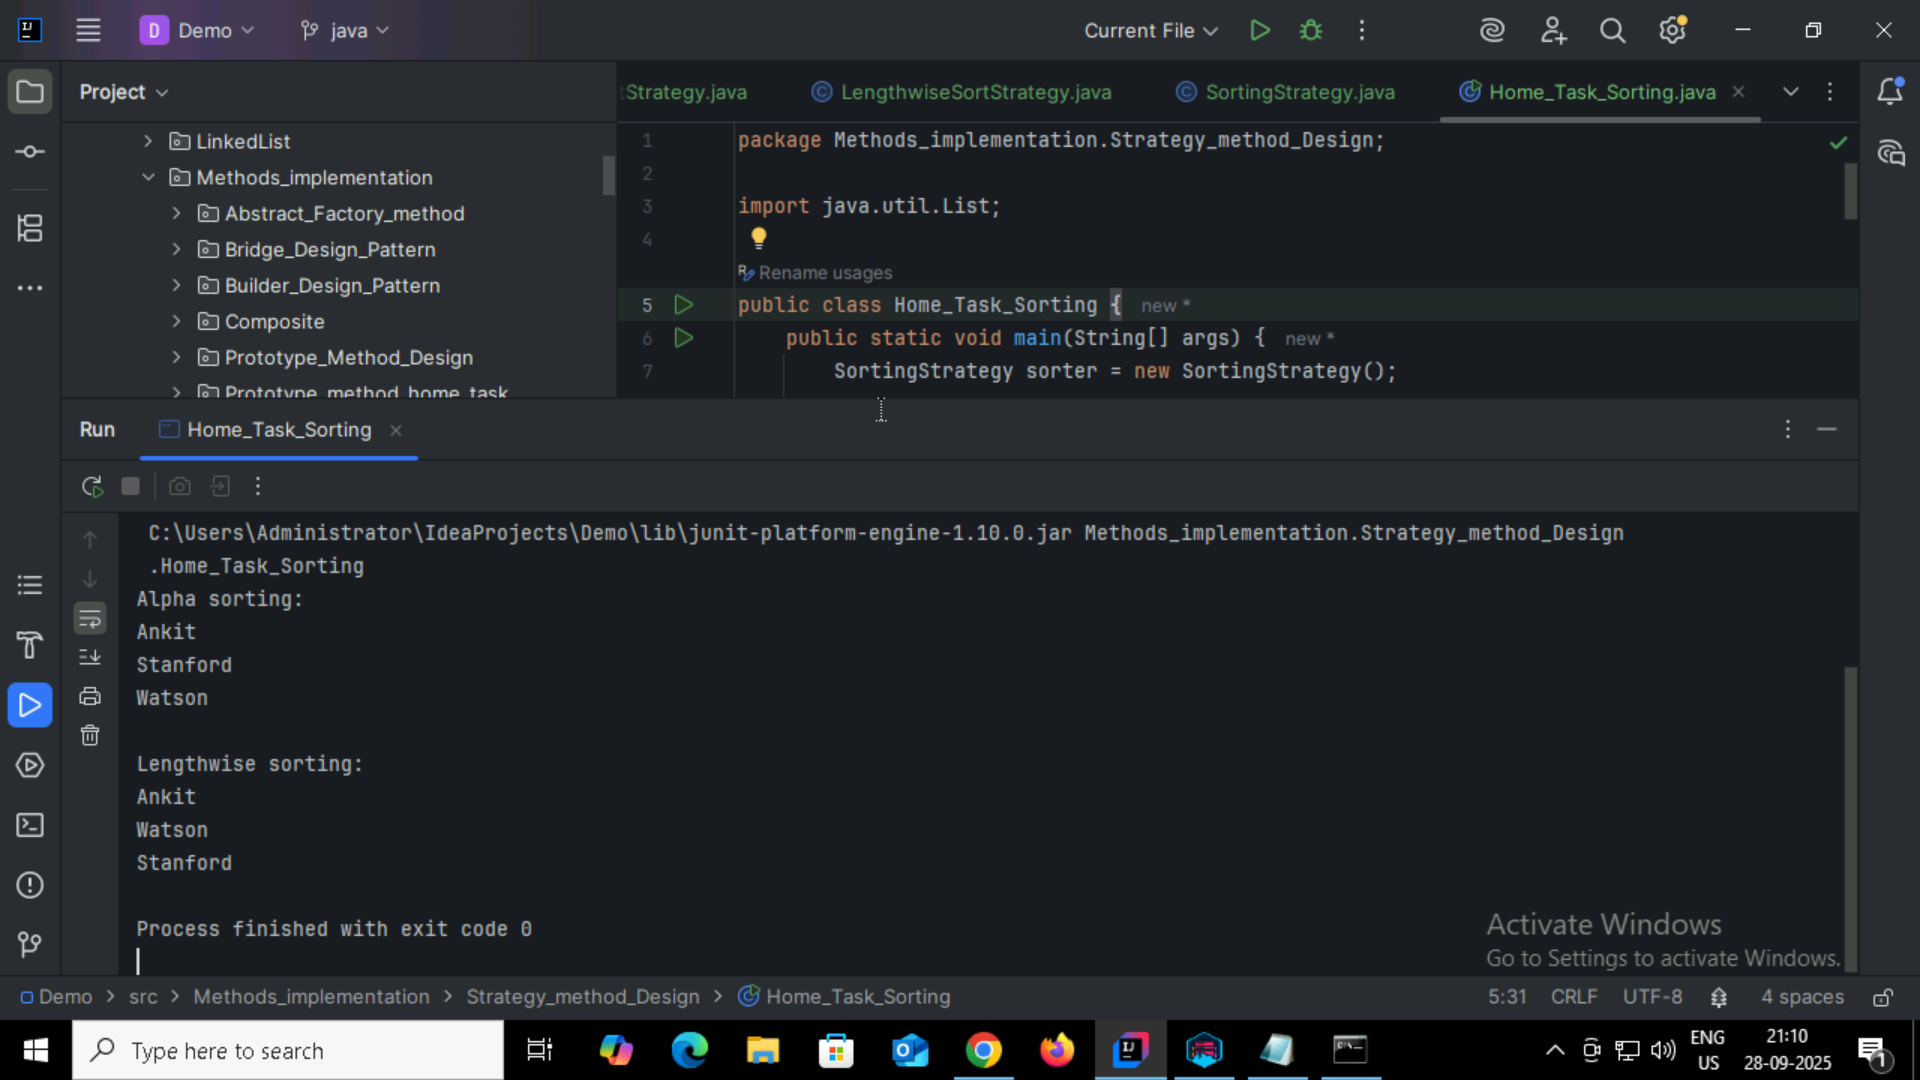 Demo
java
Current File
Project
LinkedList
Methods_implementation
Abstract_Factory_method
Bridge_Design_Pattern
Builder_Design_Pattern
Composite
Prototype_Method_Design
Prototype_method_home_task
tStrategy.java
LengthwiseSortStrategy.java
SortingStrategy.java
Home_Task_Sorting.java
1 package Methods_implementation.Strategy_method_Design;
2
3 import java.util.List;
4
Rename usages
5 public class Home_Task_Sorting { new *
6 public static void main(String[] args) { new *
7 SortingStrategy sorter = new SortingStrategy();
Run
Home_Task_Sorting
C:\Users\Administrator\IdeaProjects\Demo\lib\junit-platform-engine-1.10.0.jar Methods_implementation.Strategy_method_Design
.Home_Task_Sorting
Alpha sorting:
Ankit
Stanford
Watson
Lengthwise sorting:
Ankit
Watson
Stanford
Process finished with exit code 0
Activate Windows
Go to Settings to activate Windows.
Demo > src > Methods_implementation > Strategy_method_Design > Home_Task_Sorting
5:31 CRLF UTF-8 4 spaces
Type here to search
ENG
US
21:10
28-09-2025
1